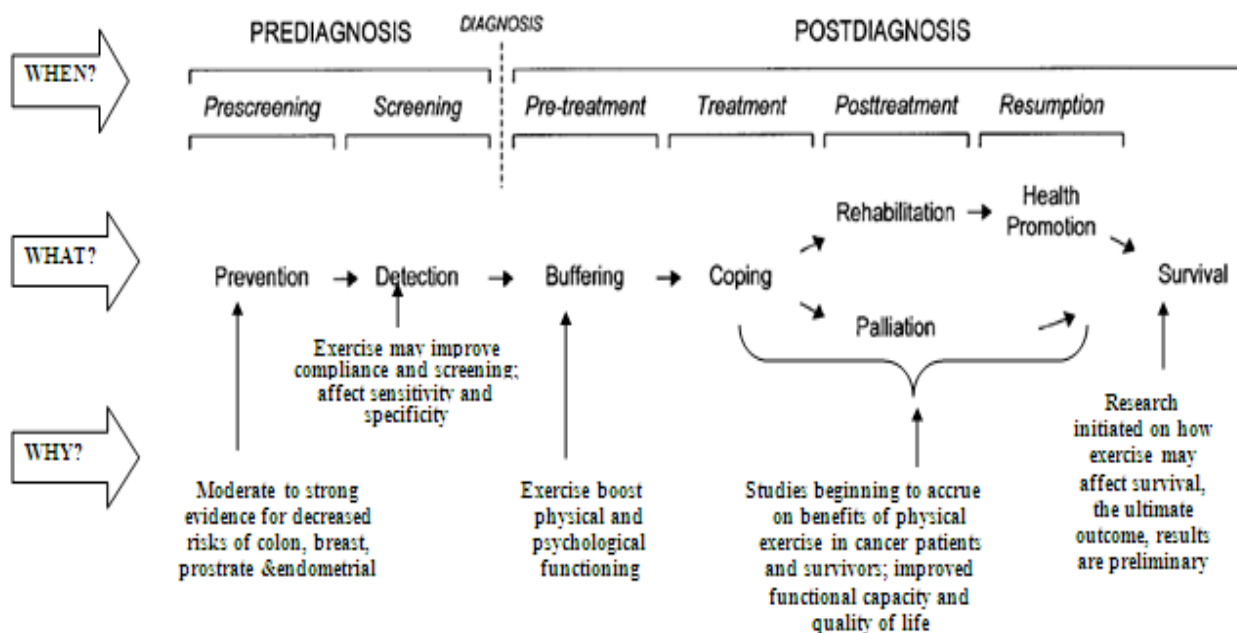 PREDIAGNOSIS
DIAGNOSIS
POSTDIAGNOSIS
WHEN?
Prescreening
Screening
Pre-treatment
Treatment
Posttreatment
Resumption
WHAT?
Prevention
Detection
Buffering
Coping
Rehabilitation
Health
Promotion
Palliation
Survival
WHY?
Moderate to strong
evidence for decreased
risks of colon, breast,
prostrate &endometrial
Exercise may improve
compliance and screening;
affect sensitivity and
specificity
Exercise boost
physical and
psychological
functioning
Studies beginning to accrue
on benefits of physical
exercise in cancer patients
and survivors; improved
functional capacity and
quality of life
Research
initiated on how
exercise may
affect survival,
the ultimate
outcome, results
are preliminary